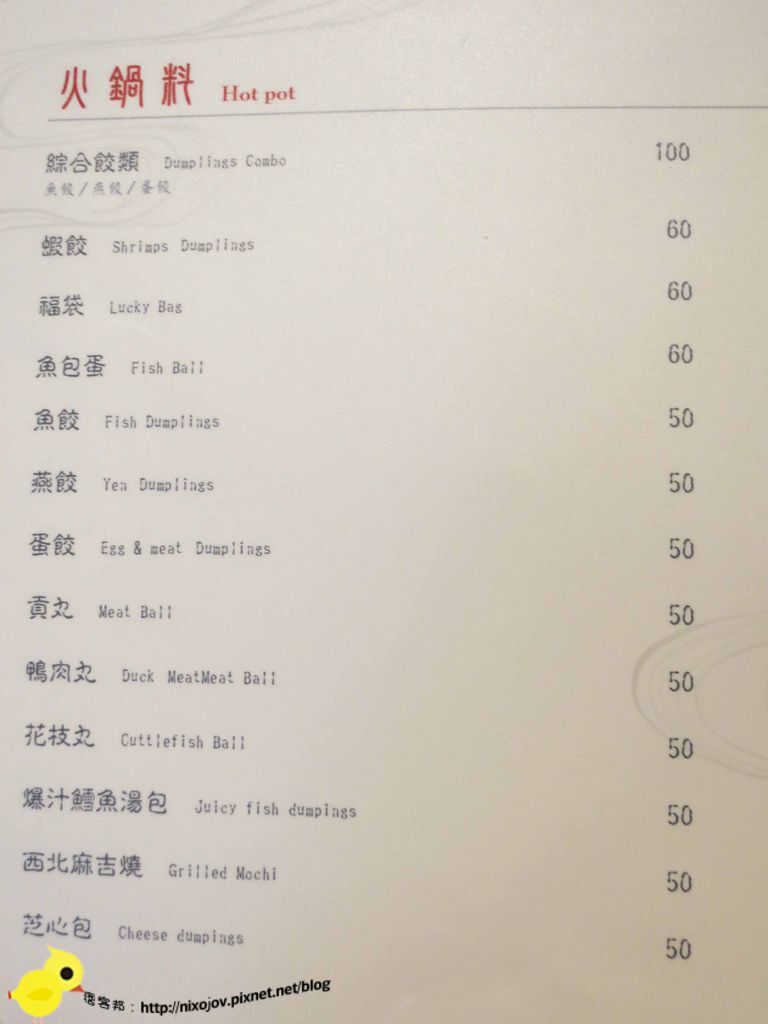 火鍋料 Hot pot
綜合餃類 Dumplings Combo 100
魚餃/燕餃/蛋餃
蝦餃 Shrimps Dumplings 60
福袋 Lucky Bag 60
魚包蛋 Fish Ball 60
魚餃 Fish Dumplings 50
燕餃 Yen Dumplings 50
蛋餃 Egg & meat Dumplings 50
貢丸 Meat Ball 50
鴨肉丸 Duck MeatMeat Ball 50
花枝丸 Cuttlefish Ball 50
爆汁鱈魚湯包 Juicy fish dumpings 50
西北麻吉燒 Grilled Mochi 50
芝心包 Cheese dumpings 50
痞客邦：http://nixojov.pixnet.net/blog